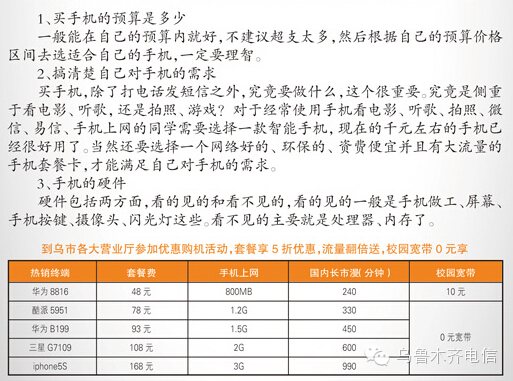 1、买手机的预算是多少
一般能在自己的预算内就好,不建议超支太多,然后根据自己的预算价格
区间去选适合自己的手机,一定要理智。
2、搞清楚自己对手机的需求
买手机,除了打电话发短信之外,究竟要做什么,这个很重要。究竟是侧重
于看电影、听歌,还是拍照、游戏?对于经常使用手机看电影、听歌、拍照、微
信、易信、手机上网的同学需要选择一款智能手机,现在的千元左右的手机已
经很好用了。当然还要选择一个网络好的、环保的、资费便宜并且有大流量的
手机套餐卡,才能满足自己对手机的需求。
3、手机的硬件
硬件包括两方面,看的见的和看不见的,看的见的一般是手机做工、屏幕、
手机按键、摄像头、闪光灯这些。看不见的主要就是处理器、内存了。
到乌市各大营业厅参加优惠购机活动,套餐享5折优惠,流量翻倍送,校园宽带0元享
热销终端 套餐费 手机上网 国内长市漫(分钟) 校园宽带
华为8816 48元 800MB 240 10元
酷派5951 78元 1.2G 330
华为B199 93元 1.5G 450
0元宽带
三星G7109 108元 2G 600
iphone5S 168元 3G 990
乌鲁木齐电信